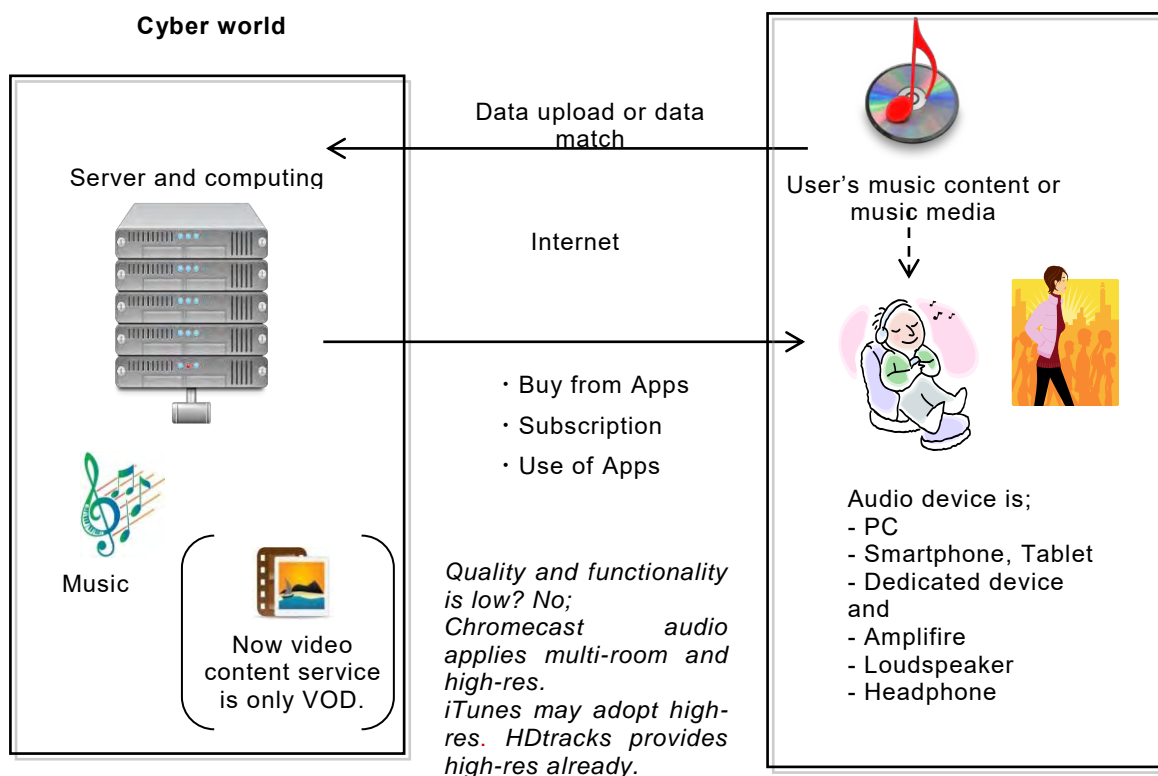 Cyber world
Data upload or data
match
Server and computing
User’s music content or
music media
Internet
・Buy from Apps
・Subscription
・Use of Apps
Music
Now video
content service
is only VOD.
Quality and functionality
is low? No;
Chromecast audio
applies multi-room and
high-res.
iTunes may adopt high-
res. HDtracks provides
high-res already.
Audio device is;
- PC
- Smartphone, Tablet
- Dedicated device
and
- Amplifire
- Loudspeaker
- Headphone